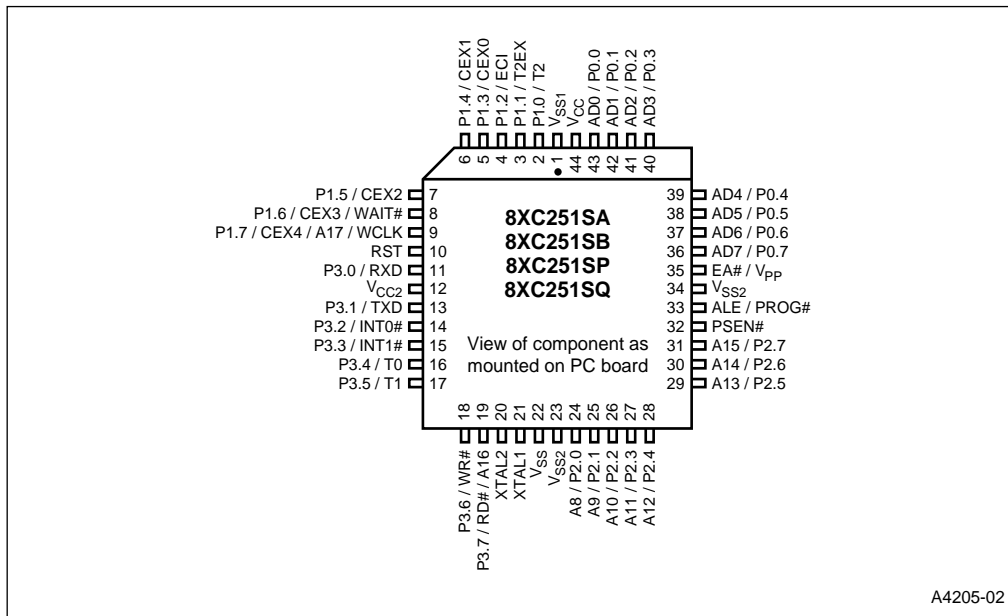 P1.4 / CEX1
P1.3 / CEX0
P1.2 / ECI
P1.1 / T2EX
P1.0 / T2
VSS1
VCC
AD0 / P0.0
AD1 / P0.1
AD2 / P0.2
AD3 / P0.3
6 5 4 3 2 1 44 43 42 41 40
P1.5 / CEX2 7
P1.6 / CEX3 / WAIT# 8
P1.7 / CEX4 / A17 / WCLK 9
RST 10
P3.0 / RXD 11
VCC2 12
P3.1 / TXD 13
P3.2 / INT0# 14
P3.3 / INT1# 15
P3.4 / T0 16
P3.5 / T1 17
8XC251SA
8XC251SB
8XC251SP
8XC251SQ
View of component as
mounted on PC board
39 AD4 / P0.4
38 AD5 / P0.5
37 AD6 / P0.6
36 AD7 / P0.7
35 EA# / VPP
34 VSS2
33 ALE / PROG#
32 PSEN#
31 A15 / P2.7
30 A14 / P2.6
29 A13 / P2.5
18 19 20 21 22 23 24 25 26 27 28
P3.6 / WR#
P3.7 / RD# / A16
XTAL2
XTAL1
VSS
VSS2
A8 / P2.0
A9 / P2.1
A10 / P2.2
A11 / P2.3
A12 / P2.4
A4205-02